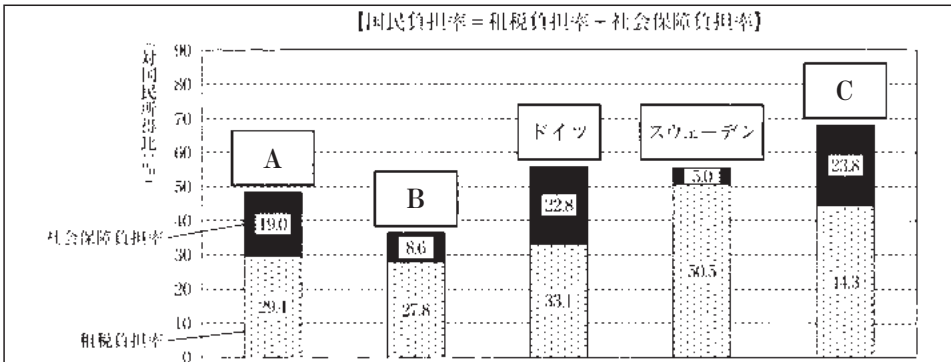 【国民負担率＝租税負担率＋社会保障負担率】
（対国民所得比：％）
90
80
70
60
50
40
30
20
10
0
A
B
ドイツ
スウェーデン
C
19.0
8.6
22.8
5.0
23.8
29.4
27.8
33.1
50.5
44.3
社会保障負担率
租税負担率